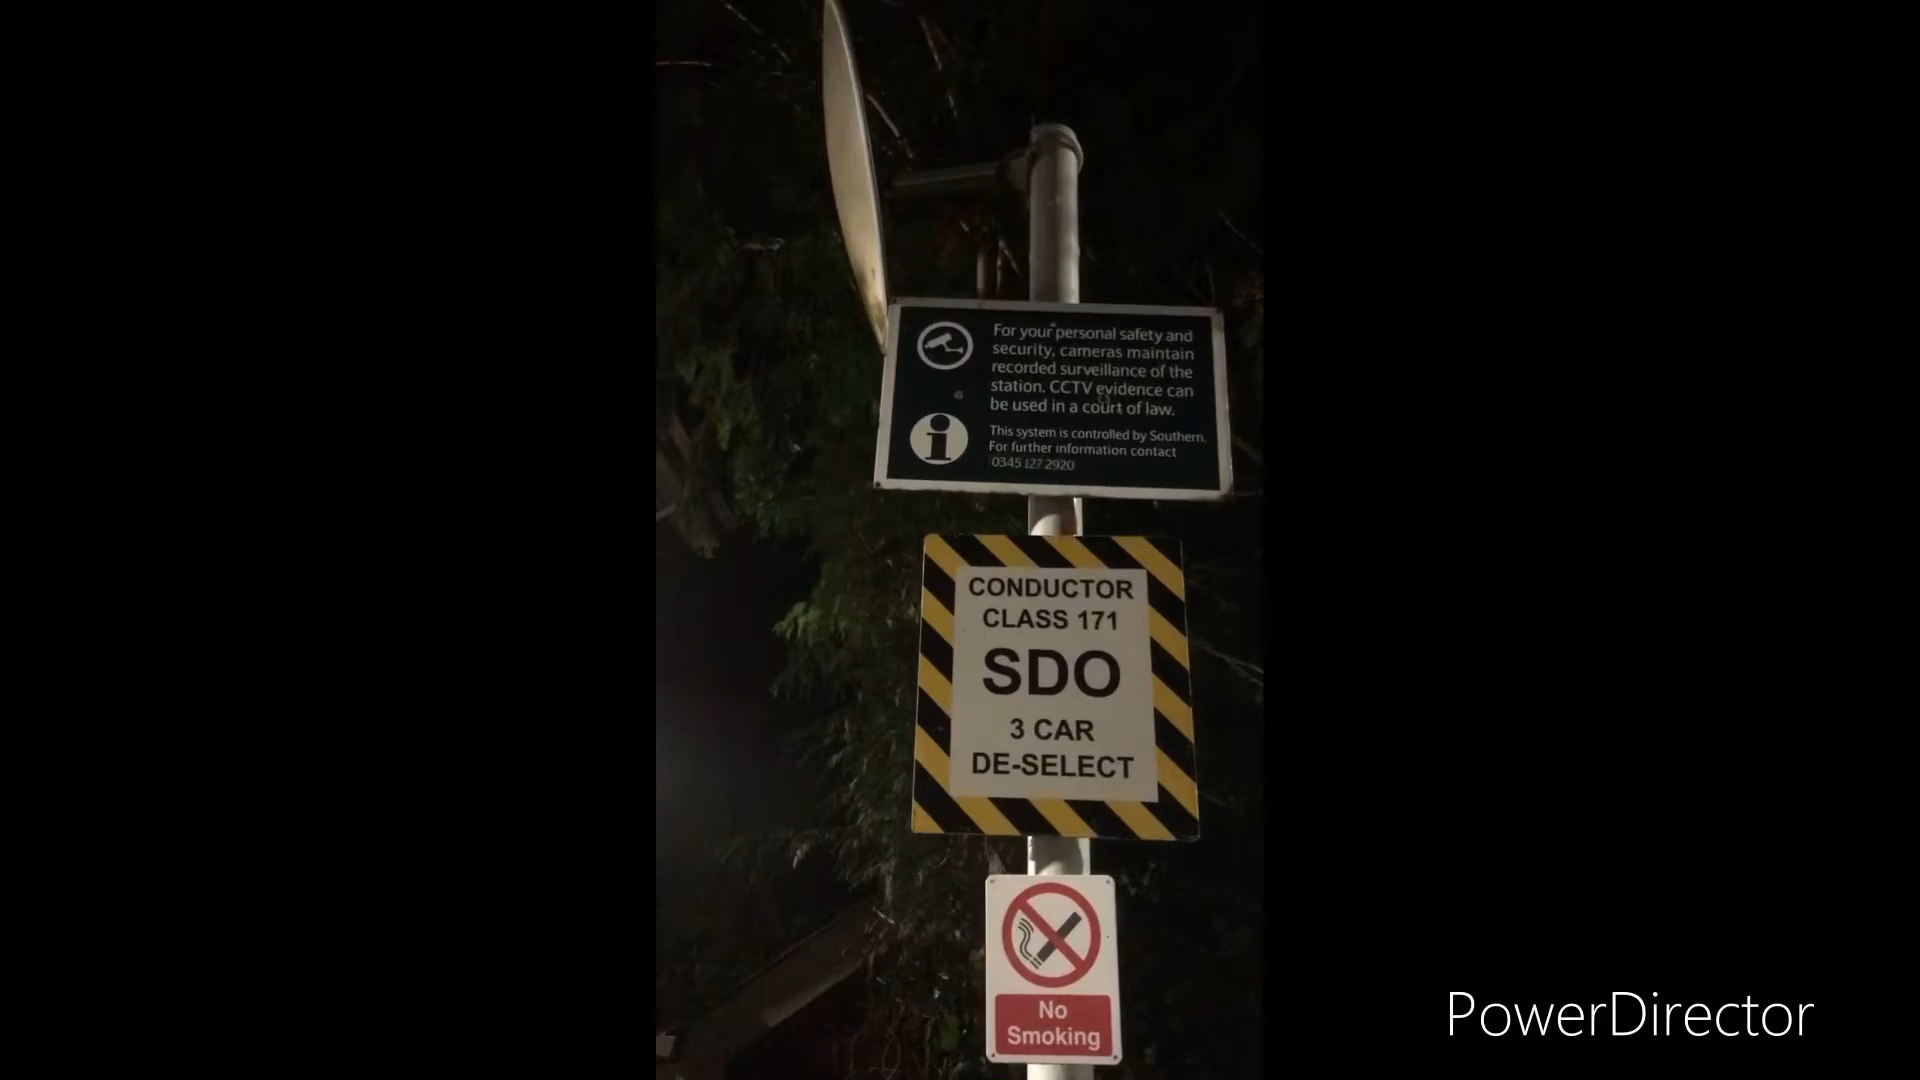 For your personal safety and
security, cameras maintain
recorded surveillance of the
station. CCTV evidence can
be used in a court of law.
This system is controlled by Southern.
For further information contact
0345 127 2920
CONDUCTOR
CLASS 171
SDO
3 CAR
DE-SELECT
No
Smoking
PowerDirector